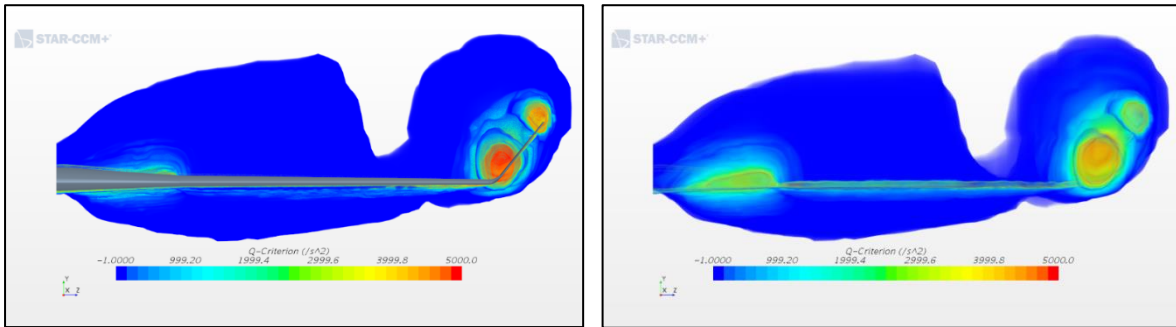 STAR-CCM+
Q-Criterion (/s^2)
-1.0000 999.20 1999.4 2999.6 3999.8 5000.0
Y
X Z
STAR-CCM+
Q-Criterion (/s^2)
-1.0000 999.20 1999.4 2999.6 3999.8 5000.0
Y
X Z